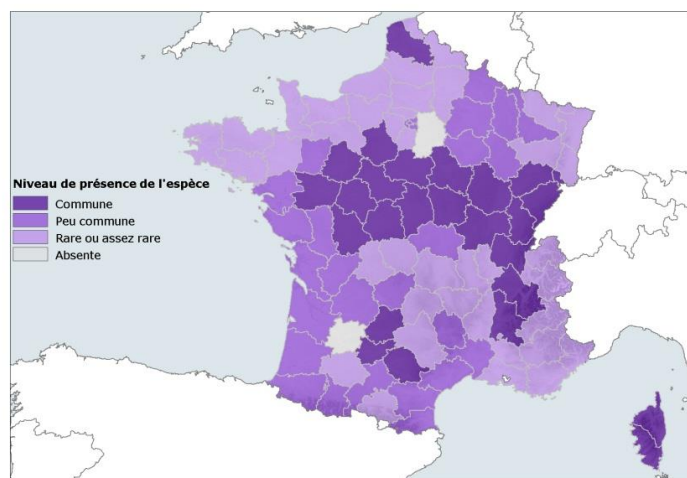 Niveau de présence de l'espèce
Commune
Peu commune
Rare ou assez rare
Absente